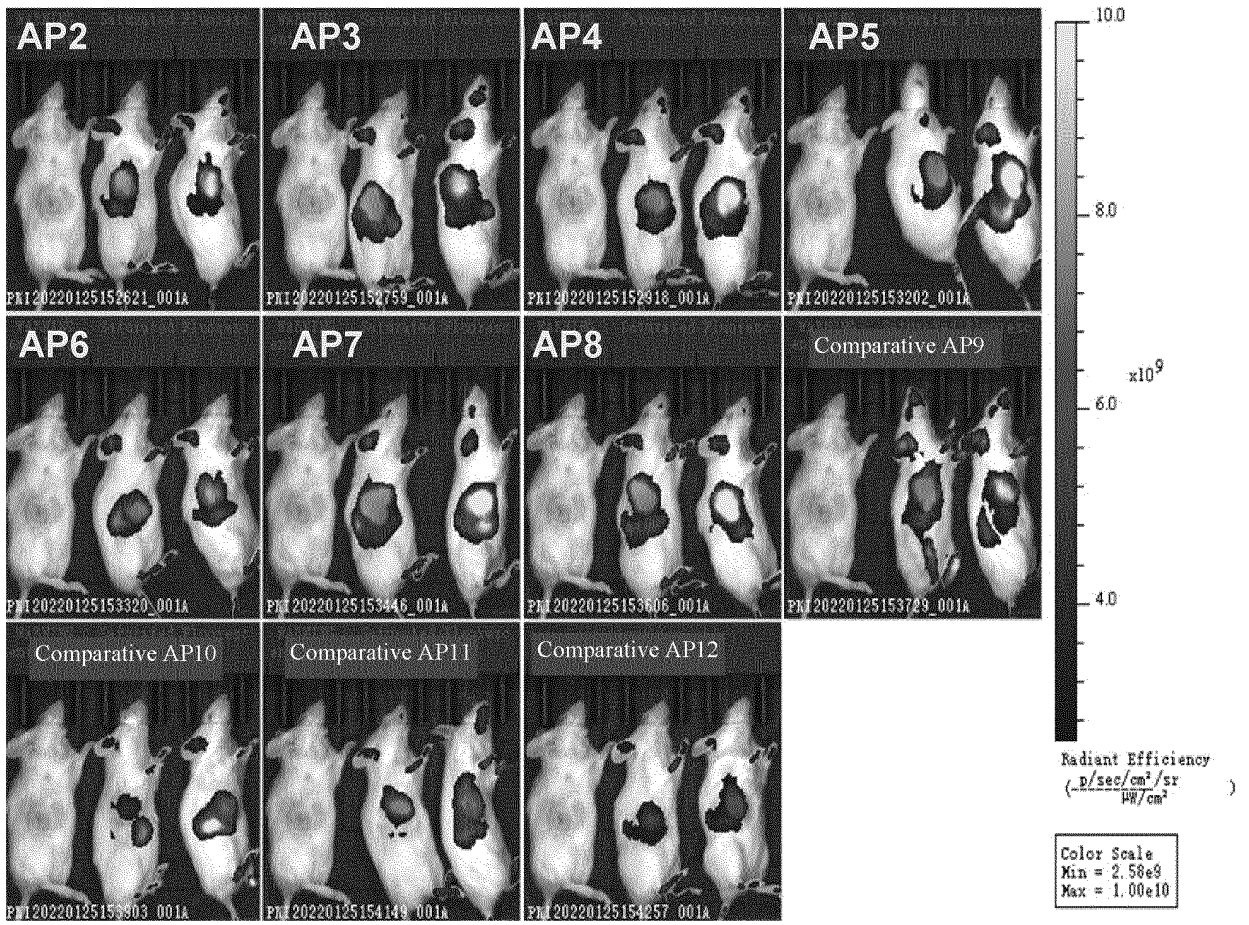 AP2
AP3
AP4
AP5
PKI20220125152621_001A
PKI20220125152759_001A
PKI20220125152918_001A
PKI20220125153202_001A
AP6
AP7
AP8
Comparative AP9
PKI20220125153320_001A
PKI20220125153446_001A
PKI20220125153606_001A
PKI20220125153729_001A
Comparative AP10
Comparative AP11
Comparative AP12
PKI20220125153903_001A
PKI20220125154149_001A
PKI20220125154257_001A
10.0
8.0
x10⁹
6.0
4.0
Radiant Efficiency
(p/sec/cm²/sr
µW/cm²)
Color Scale
Min = 2.58e9
Max = 1.00e10